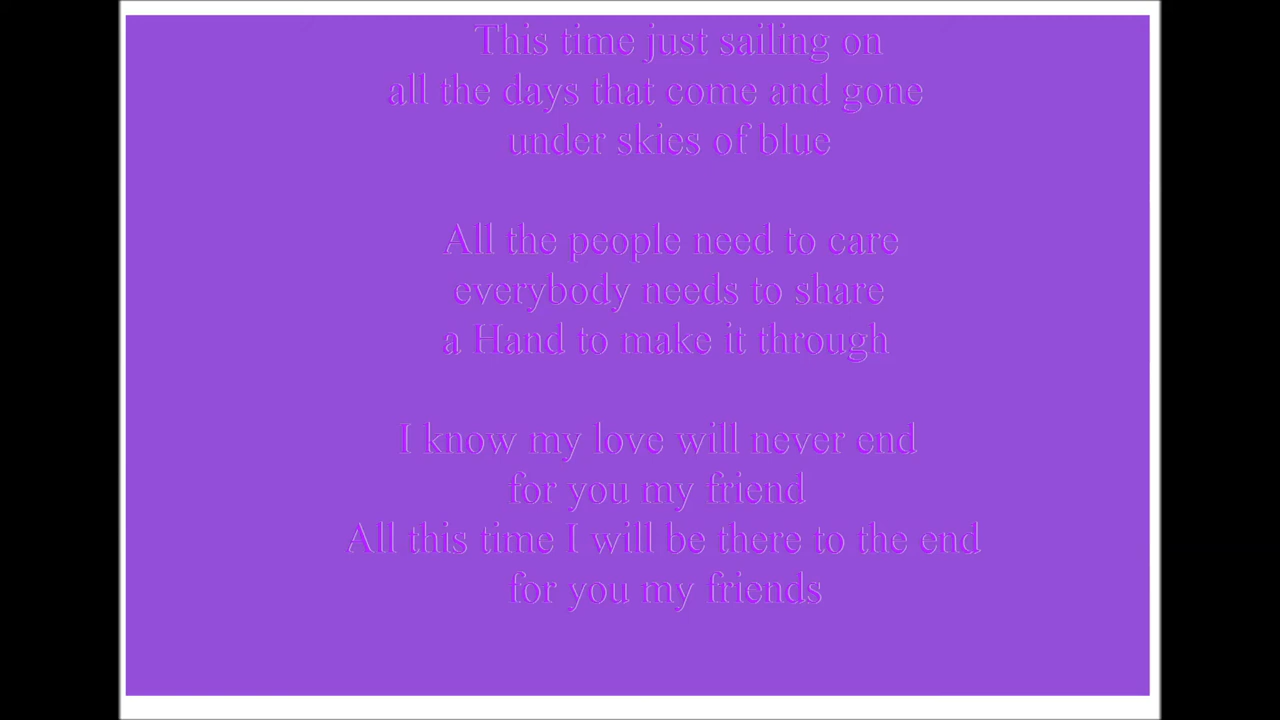 This time just sailing on
all the days that come and gone
under skies of blue
All the people need to care
everybody needs to share
a Hand to make it through
I know my love will never end
for you my friend
All this time I will be there to the end
for you my friends